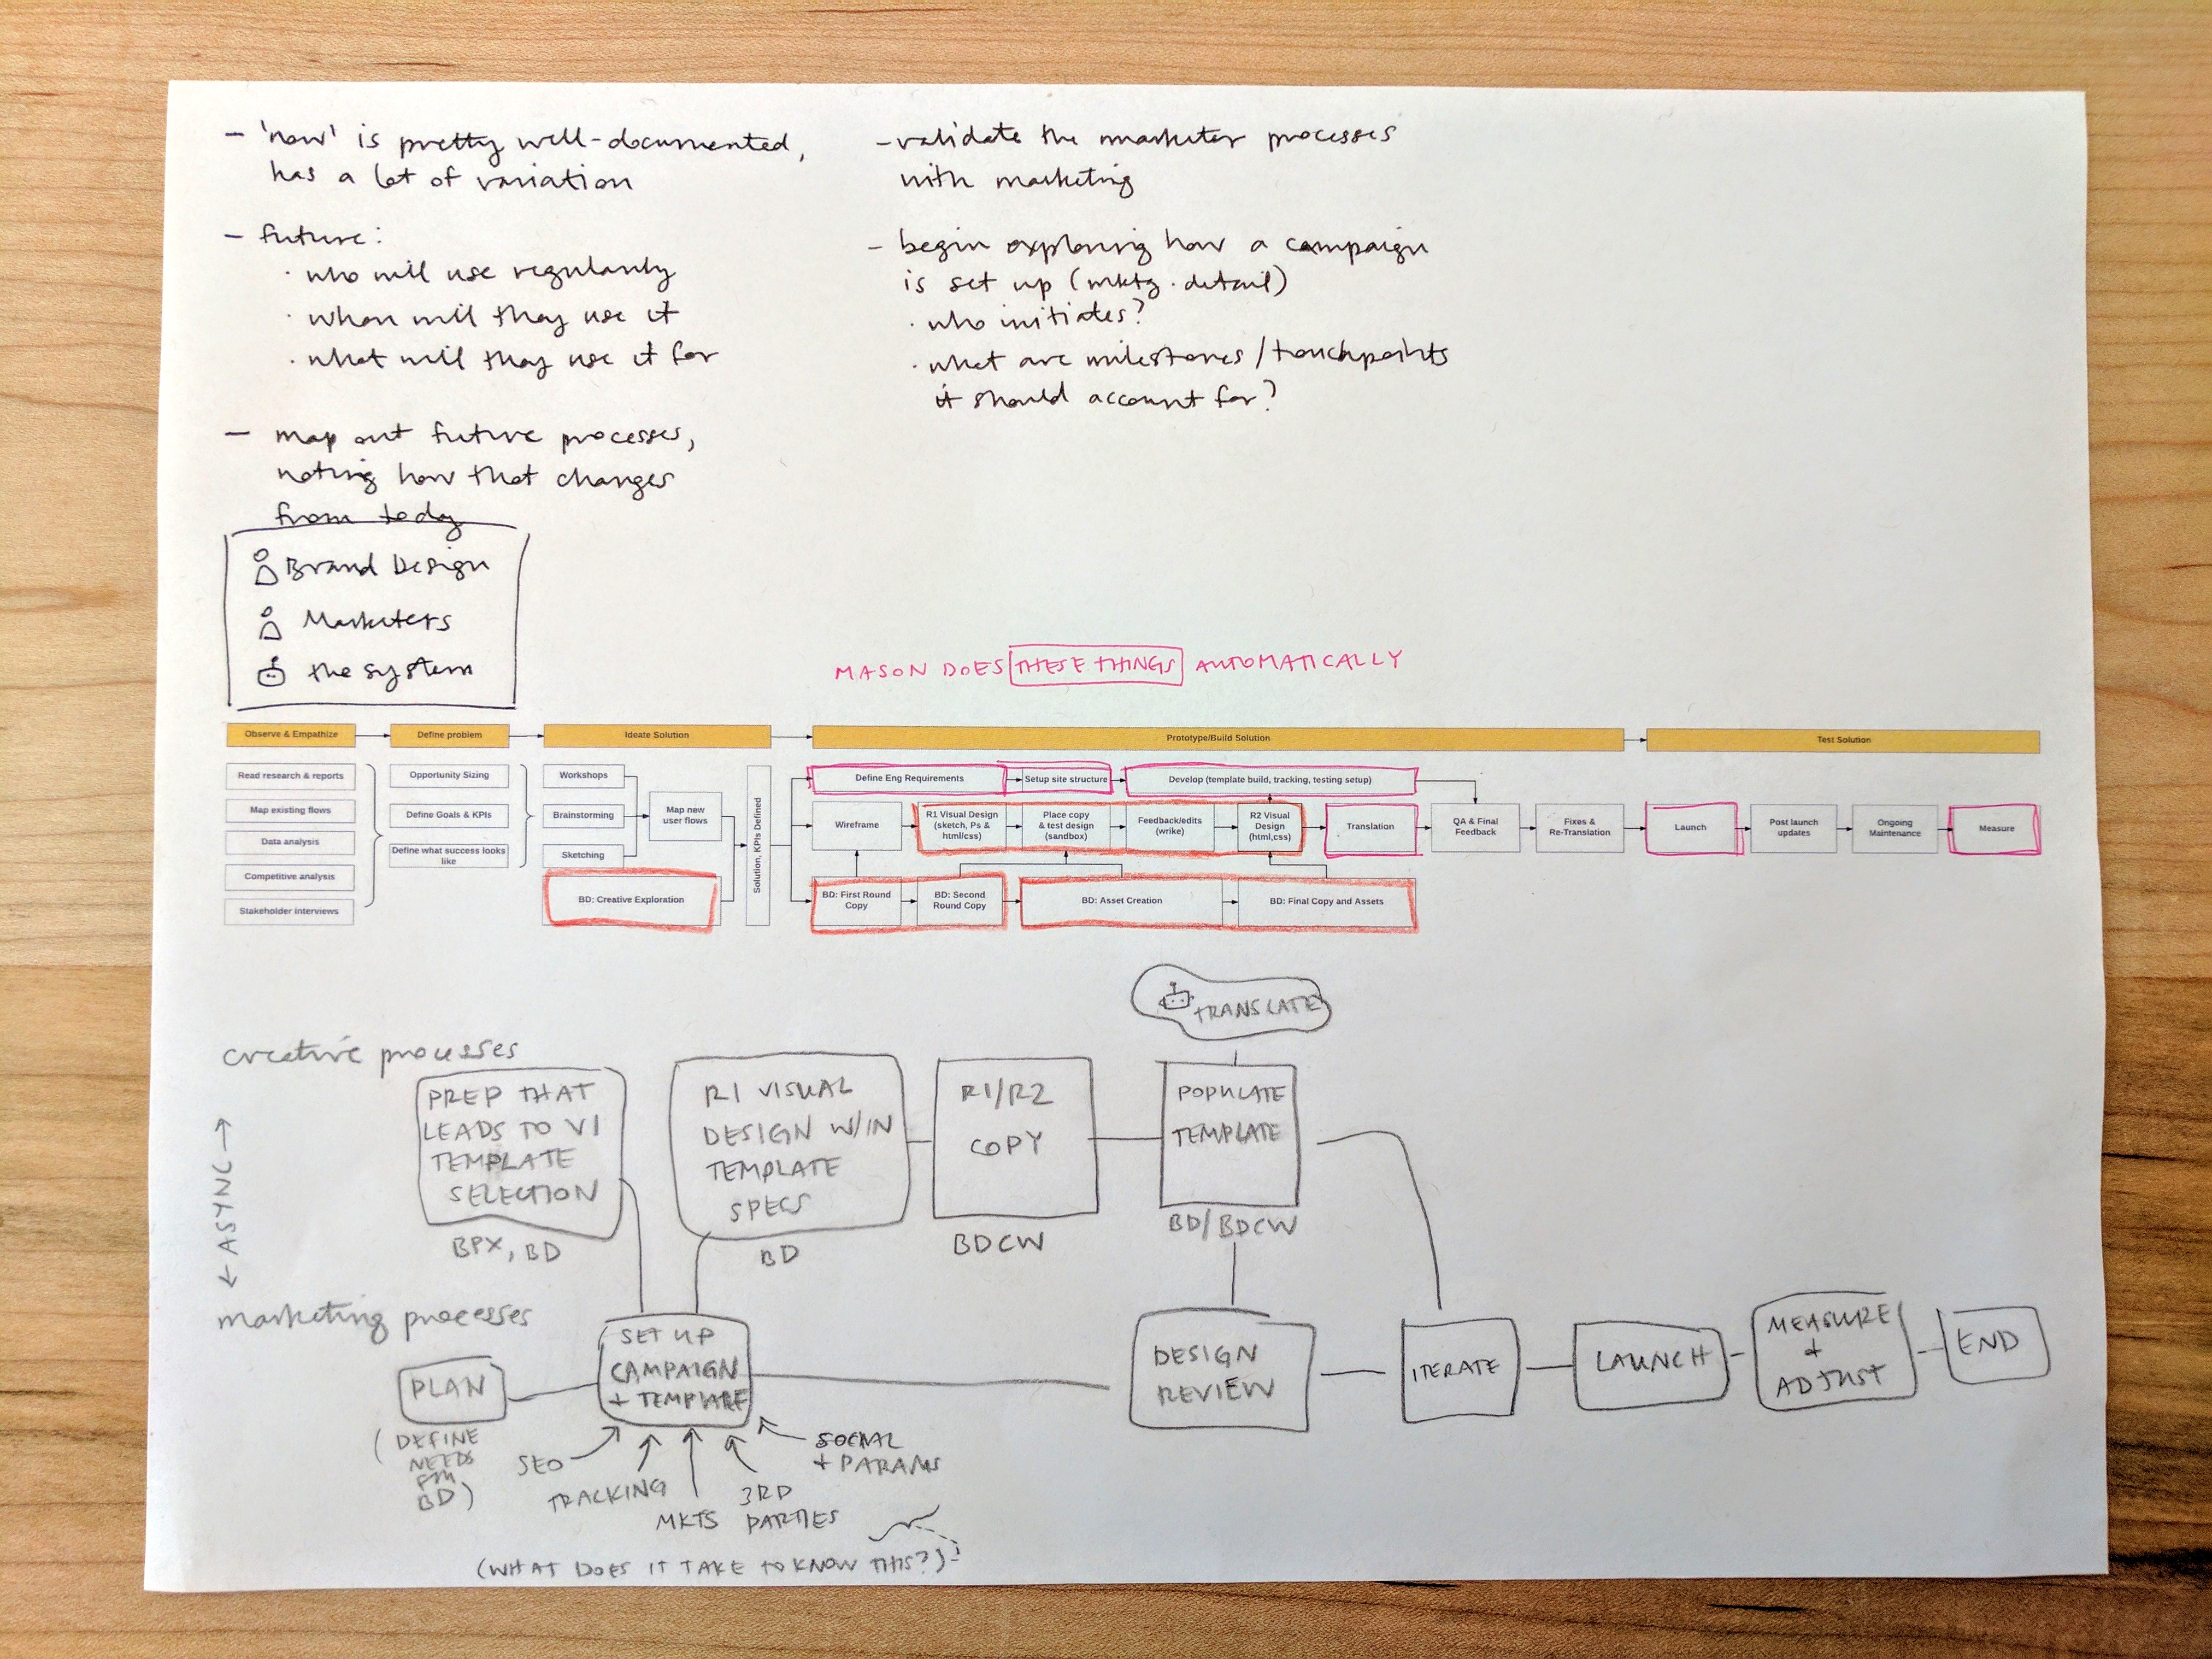 - 'now' is pretty well-documented,
has a lot of variation
- future:
· who will use regularly
· when will they use it
· what will they use it for
- map out future processes,
noting how that changes
from today
- validate the marketer processes
with marketing
- begin exploring how a campaign
is set up (mktg. detail)
· who initiates?
· what are milestones/touchpoints
it should account for?
Brand Design
Marketers
the system
MASON DOES THESE THINGS AUTOMATICALLY
Observe & Empathize
Define problem
Ideate Solution
Prototype/Build Solution
Test Solution
Read research & reports
Map existing flows
Data analysis
Competitive analysis
Stakeholder interviews
Opportunity Sizing
Define Goals & KPIs
Define what success looks
like
Workshops
Brainstorming
Sketching
Map new
user flows
BD: Creative Exploration
Solution, KPIs Defined
Define Eng Requirements
Setup site structure
Develop (template build, tracking, testing setup)
Wireframe
R1 Visual Design
(sketch, Ps &
html/css)
Place copy
& test design
(sandbox)
Feedback/edits
(wrike)
R2 Visual
Design
(html,css)
Translation
QA & Final
Feedback
Fixes &
Re-Translation
Launch
Post launch
updates
Ongoing
Maintenance
Measure
BD: First Round
Copy
BD: Second
Round Copy
BD: Asset Creation
BD: Final Copy and Assets
TRANSLATE
creative processes
PREP THAT
LEADS TO V1
TEMPLATE
SELECTION
BPX, BD
R1 VISUAL
DESIGN W/IN
TEMPLATE
SPECS
BD
R1/R2
COPY
BDCW
POPULATE
TEMPLATE
BD/BDCW
← ASYNC →
marketing processes
PLAN
(DEFINE
NEEDS
FM
BD)
SET UP
CAMPAIGN
+ TEMPLATE
SEO
TRACKING
MKTS
3RD
PARTIES
SOCIAL
+ PARAMS
(WHAT DOES IT TAKE TO KNOW THIS?)
DESIGN
REVIEW
ITERATE
LAUNCH
MEASURE
+
ADJUST
END